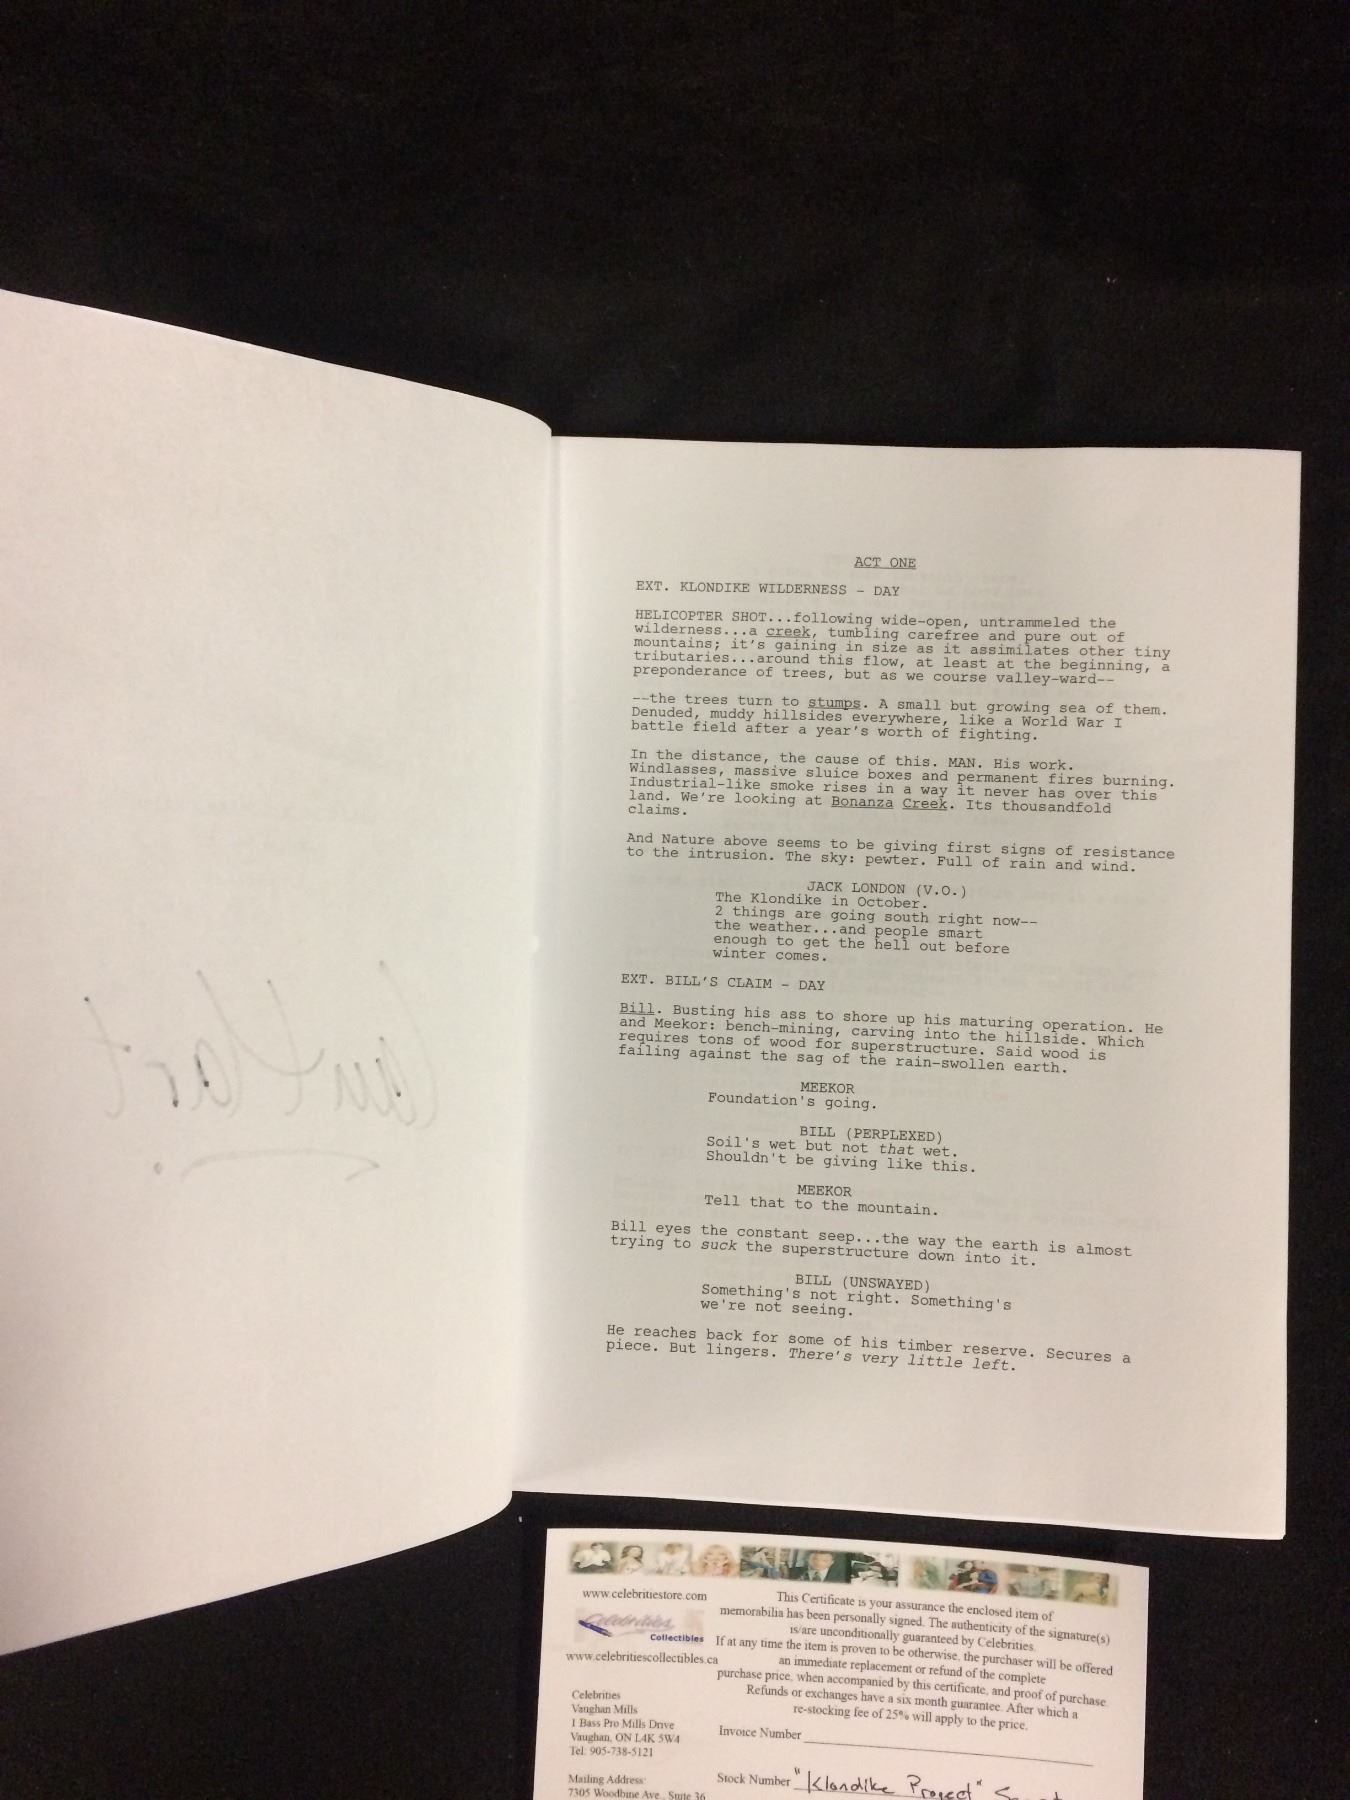 ACT ONE
EXT. KLONDIKE WILDERNESS - DAY
HELICOPTER SHOT...following wide-open, untrammeled the
wilderness...a creek, tumbling carefree and pure out of
mountains; it's gaining in size as it assimilates other tiny
tributaries...around this flow, at least at the beginning, a
preponderance of trees, but as we course valley-ward--
--the trees turn to stumps. A small but growing sea of them.
Denuded, muddy hillsides everywhere, like a World War I
battle field after a year's worth of fighting.
In the distance, the cause of this. MAN. His work.
Windlasses, massive sluice boxes and permanent fires burning.
Industrial-like smoke rises in a way it never has over this
land. We're looking at Bonanza Creek. Its thousandfold
claims.
And Nature above seems to be giving first signs of resistance
to the intrusion. The sky: pewter. Full of rain and wind.
JACK LONDON (V.O.)
The Klondike in October.
2 things are going south right now--
the weather...and people smart
enough to get the hell out before
winter comes.
EXT. BILL'S CLAIM - DAY
Bill. Busting his ass to shore up his maturing operation. He
and Meekor: bench-mining, carving into the hillside. Which
requires tons of wood for superstructure. Said wood is
failing against the sag of the rain-swollen earth.
MEEKOR
Foundation's going.
BILL (PERPLEXED)
Soil's wet but not that wet.
Shouldn't be giving like this.
MEEKOR
Tell that to the mountain.
Bill eyes the constant seep...the way the earth is almost
trying to suck the superstructure down into it.
BILL (UNSWAYED)
Something's not right. Something's
we're not seeing.
He reaches back for some of his timber reserve. Secures a
piece. But lingers. There's very little left.
www.celebritiestore.com
Celebrities
Collectibles
www.celebritiescollectibles.ca
Celebrities
Vaughan Mills
1 Bass Pro Mills Drive
Vaughan, ON L4K 5W4
Tel: 905-738-5121
Mailing Address:
7305 Woodbine Ave., Suite 36
This Certificate is your assurance the enclosed item of
memorabilia has been personally signed. The authenticity of the signature(s)
is/are unconditionally guaranteed by Celebrities.
If at any time the item is proven to be otherwise, the purchaser will be offered
an immediate replacement or refund of the complete
purchase price, when accompanied by this certificate, and proof of purchase.
Refunds or exchanges have a six month guarantee. After which a
re-stocking fee of 25% will apply to the price.
Invoice Number
Stock Number "Klondike Project"